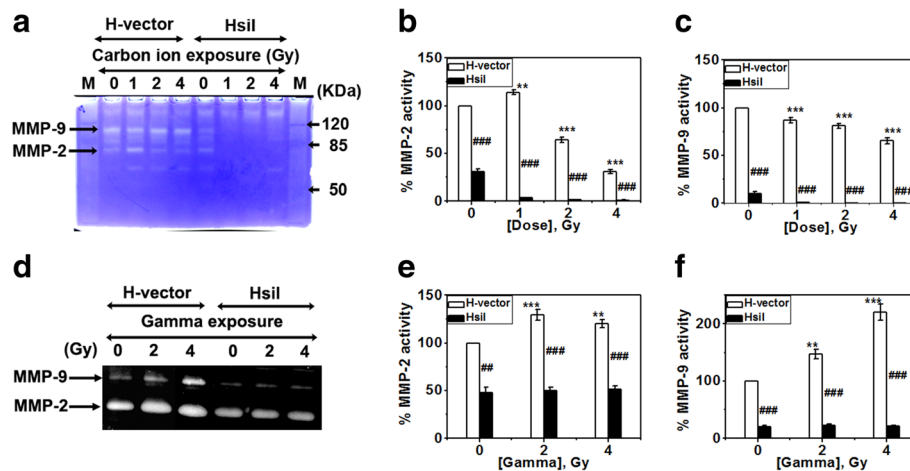 a
H-vector Hsil
Carbon ion exposure (Gy)
M 0 1 2 4 0 1 2 4 M (KDa)
MMP-9
MMP-2
120
85
50
b
% MMP-2 activity
150
100
50
0
H-vector
Hsil
** *** ***
### ### ### ###
0 1 2 4
[Dose], Gy
c
% MMP-9 activity
150
100
50
0
H-vector
Hsil
*** *** ***
### ### ### ###
0 1 2 4
[Dose], Gy
d
H-vector Hsil
Gamma exposure
(Gy) 0 2 4 0 2 4
MMP-9
MMP-2
e
% MMP-2 activity
150
100
50
0
H-vector
Hsil
*** **
## ### ###
0 2 4
[Gamma], Gy
f
% MMP-9 activity
200
100
0
H-vector
Hsil
** ***
### ### ###
0 2 4
[Gamma], Gy